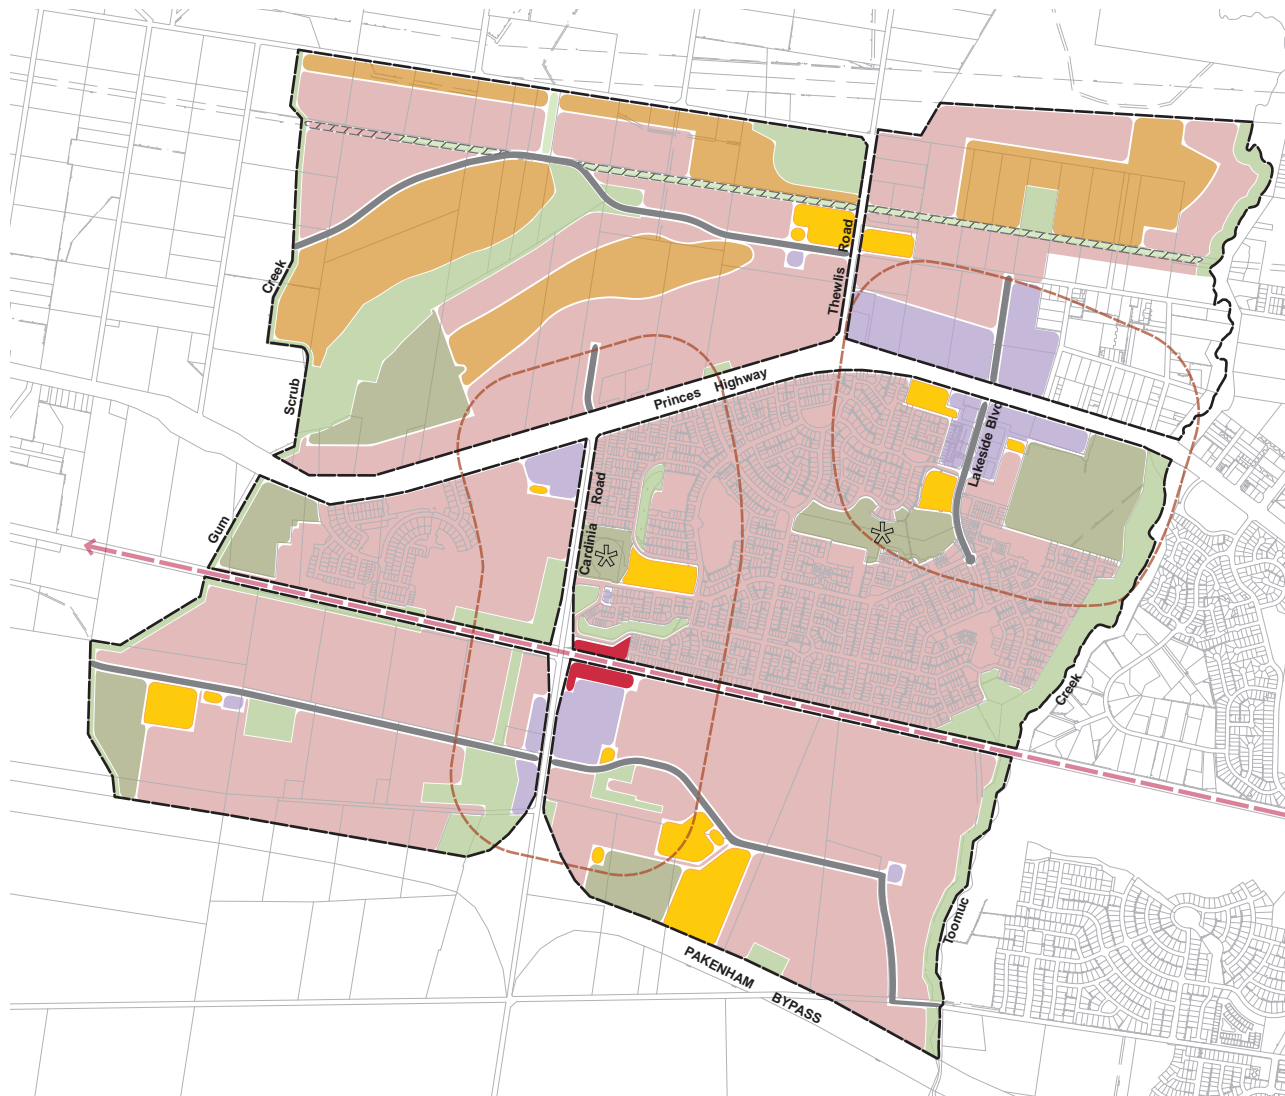 Creek
Thewlis Road
Scrub
Princes Highway
Lakeside Blvd
Cardinia Road
Gum
Creek
Toomuc
PAKENHAM BYPASS